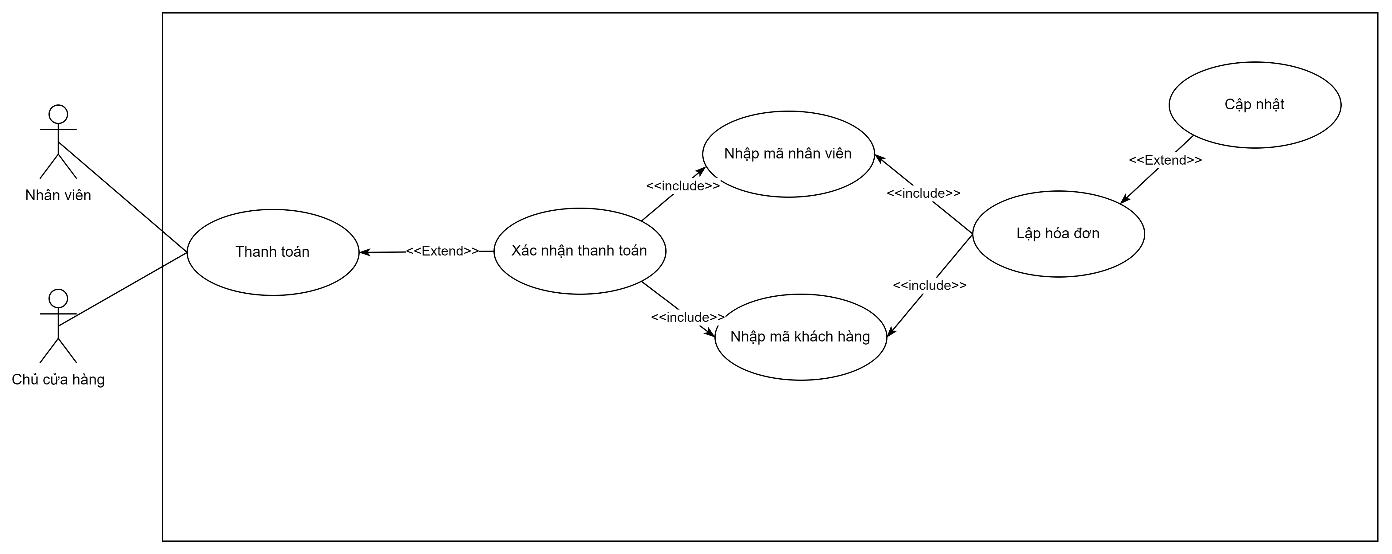 Nhân viên
Chủ cửa hàng
Thanh toán
<<Extend>>
Xác nhận thanh toán
<<include>>
<<include>>
Nhập mã nhân viên
Nhập mã khách hàng
<<include>>
<<include>>
Lập hóa đơn
<<Extend>>
Cập nhật